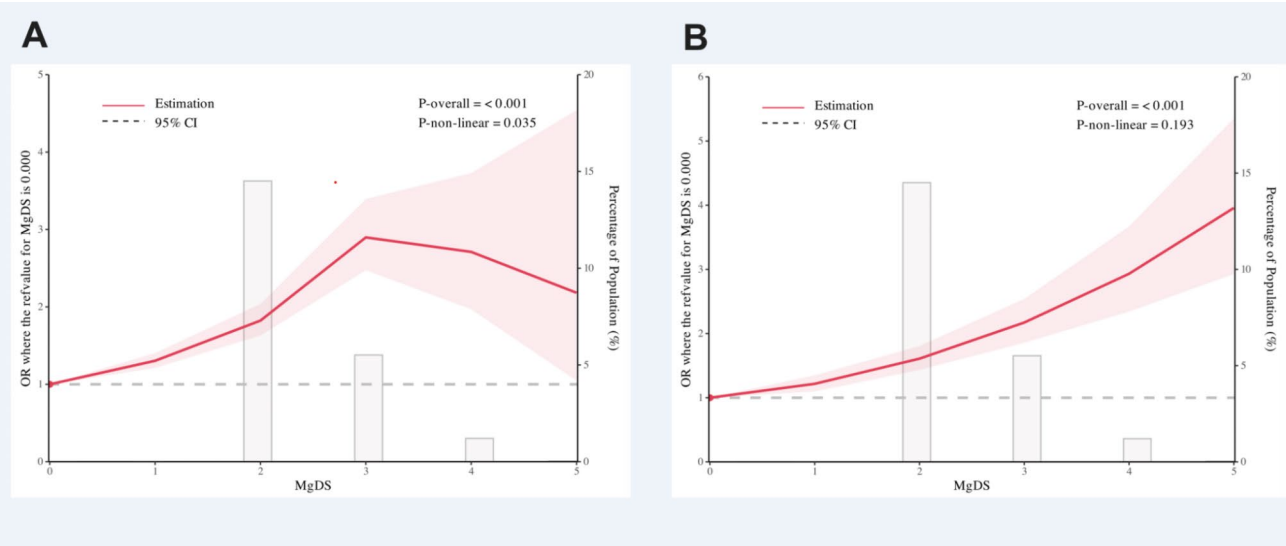 A
5
4
3
2
1
0
OR where the refvalue for MgDS is 0.000
Estimation
95% CI
P-overall = < 0.001
P-non-linear = 0.035
20
15
10
5
0
Percentage of Population (%)
0 1 2 3 4 5
MgDS
B
6
5
4
3
2
1
0
OR where the refvalue for MgDS is 0.000
Estimation
95% CI
P-overall = < 0.001
P-non-linear = 0.193
20
15
10
5
0
Percentage of Population (%)
0 1 2 3 4 5
MgDS